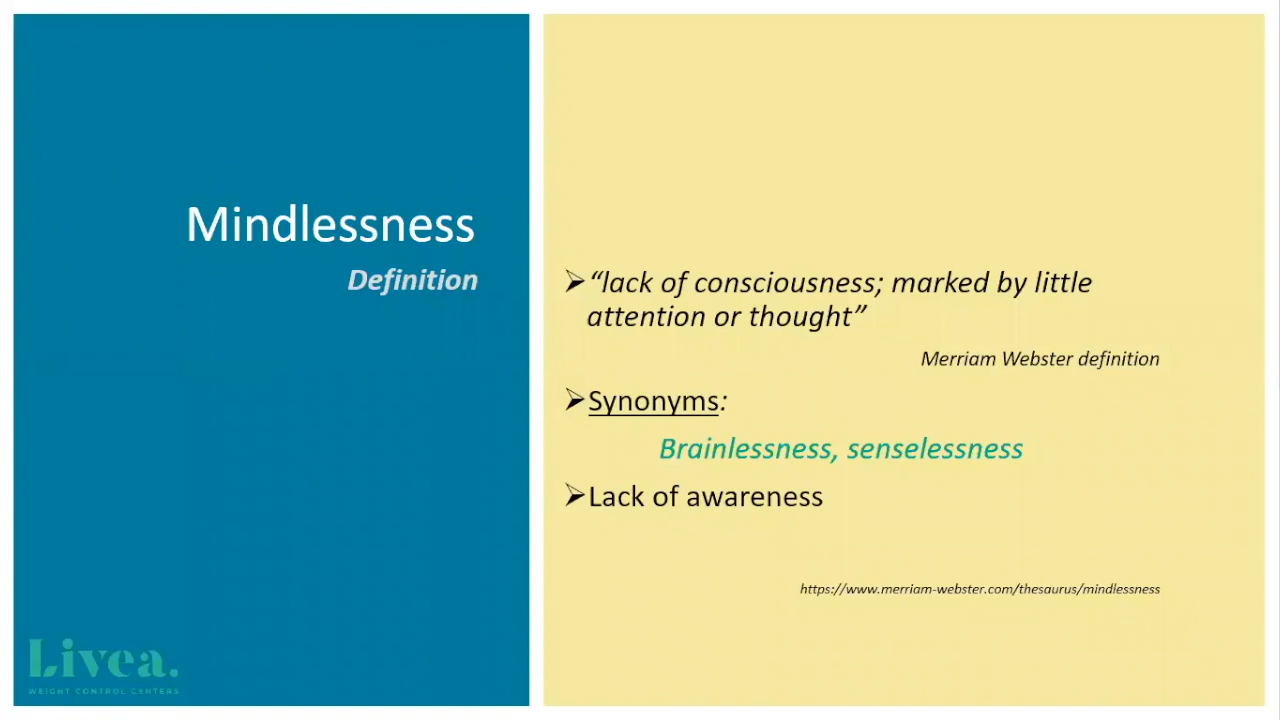 Mindlessness
Definition
“lack of consciousness; marked by little
attention or thought”
Merriam Webster definition
Synonyms:
Brainlessness, senselessness
Lack of awareness
https://www.merriam-webster.com/thesaurus/mindlessness
Livea.
WEIGHT CONTROL CENTERS